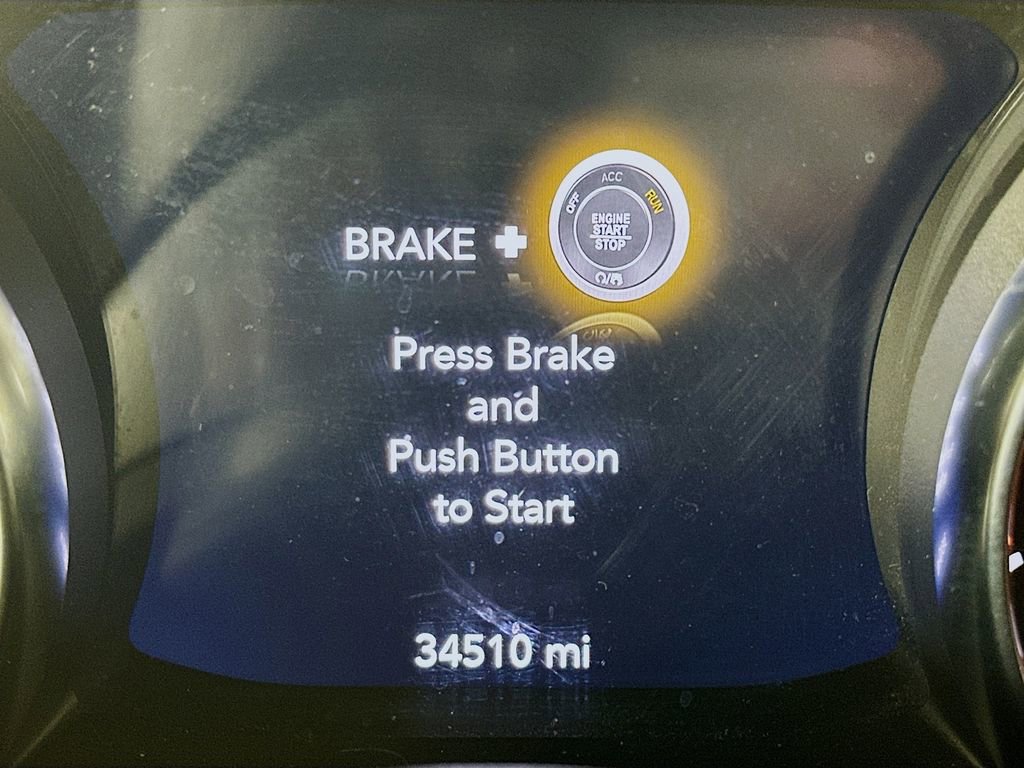 BRAKE +
ACC
OFF
RUN
ENGINE
START
STOP
Press Brake
and
Push Button
to Start
34510 mi